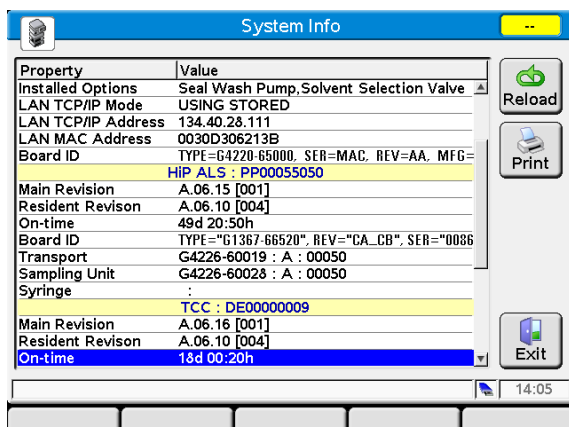 System Info
--
Property Value
Installed Options Seal Wash Pump,Solvent Selection Valve
LAN TCP/IP Mode USING STORED
LAN TCP/IP Address 134.40.28.111
LAN MAC Address 0030D306213B
Board ID TYPE=G4220-65000, SER=MAC, REV=AA, MFG=
HiP ALS : PP00055050
Main Revision A.06.15 [001]
Resident Revison A.06.10 [004]
On-time 49d 20:50h
Board ID TYPE="G1367-66520", REV="CA_CB", SER="0086
Transport G4226-60019 : A : 00050
Sampling Unit G4226-60028 : A : 00050
Syringe :
TCC : DE00000009
Main Revision A.06.16 [001]
Resident Revison A.06.10 [004]
On-time 18d 00:20h
Reload
Print
Exit
14:05